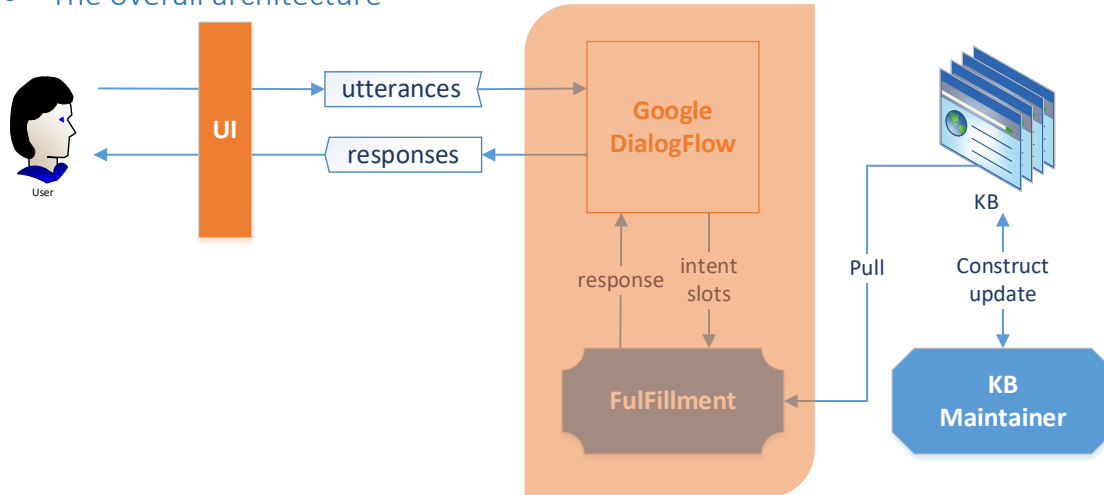 The overall architecture
utterances
responses
UI
User
Google
DialogFlow
response
intent
slots
FulFillment
Pull
KB
Construct
update
KB
Maintainer